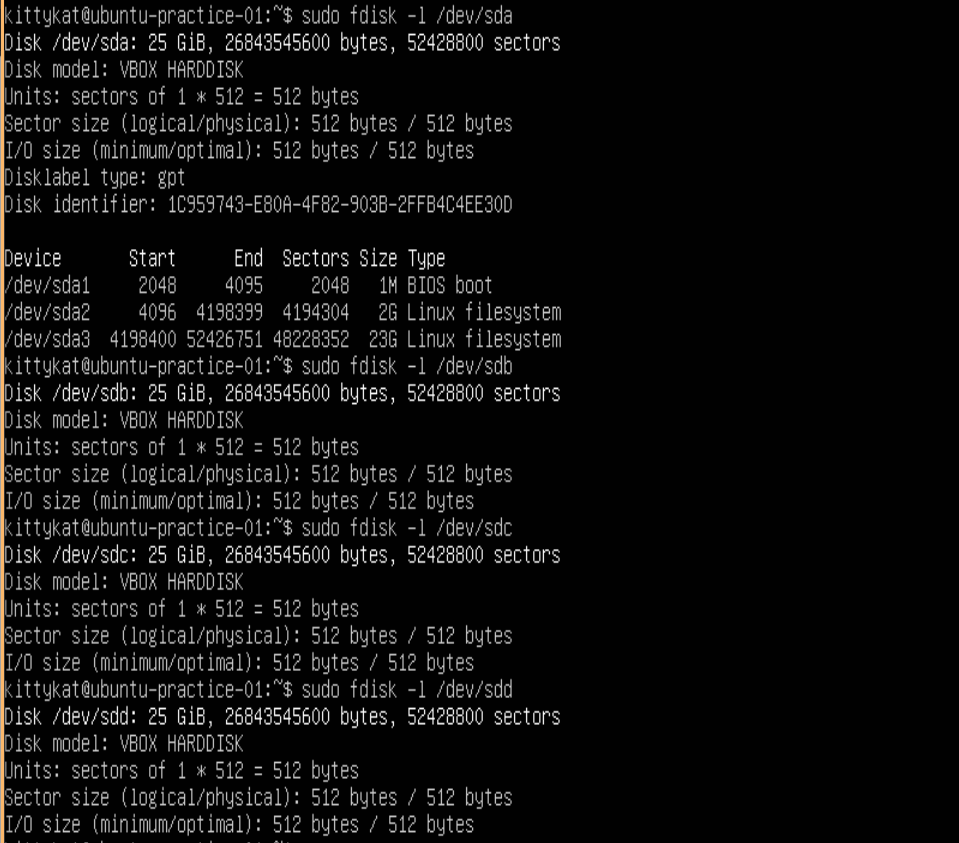 kittykat@ubuntu-practice-01:~$ sudo fdisk -l /dev/sda
Disk /dev/sda: 25 GiB, 26843545600 bytes, 52428800 sectors
Disk model: VBOX HARDDISK
Units: sectors of 1 * 512 = 512 bytes
Sector size (logical/physical): 512 bytes / 512 bytes
I/O size (minimum/optimal): 512 bytes / 512 bytes
Disklabel type: gpt
Disk identifier: 1C959743-E80A-4F82-903B-2FFB4C4EE30D
Device       Start      End  Sectors Size Type
/dev/sda1     2048     4095     2048   1M BIOS boot
/dev/sda2     4096  4198399  4194304   2G Linux filesystem
/dev/sda3  4198400 52426751 48228352  23G Linux filesystem
kittykat@ubuntu-practice-01:~$ sudo fdisk -l /dev/sdb
Disk /dev/sdb: 25 GiB, 26843545600 bytes, 52428800 sectors
Disk model: VBOX HARDDISK
Units: sectors of 1 * 512 = 512 bytes
Sector size (logical/physical): 512 bytes / 512 bytes
I/O size (minimum/optimal): 512 bytes / 512 bytes
kittykat@ubuntu-practice-01:~$ sudo fdisk -l /dev/sdc
Disk /dev/sdc: 25 GiB, 26843545600 bytes, 52428800 sectors
Disk model: VBOX HARDDISK
Units: sectors of 1 * 512 = 512 bytes
Sector size (logical/physical): 512 bytes / 512 bytes
I/O size (minimum/optimal): 512 bytes / 512 bytes
kittykat@ubuntu-practice-01:~$ sudo fdisk -l /dev/sdd
Disk /dev/sdd: 25 GiB, 26843545600 bytes, 52428800 sectors
Disk model: VBOX HARDDISK
Units: sectors of 1 * 512 = 512 bytes
Sector size (logical/physical): 512 bytes / 512 bytes
I/O size (minimum/optimal): 512 bytes / 512 bytes